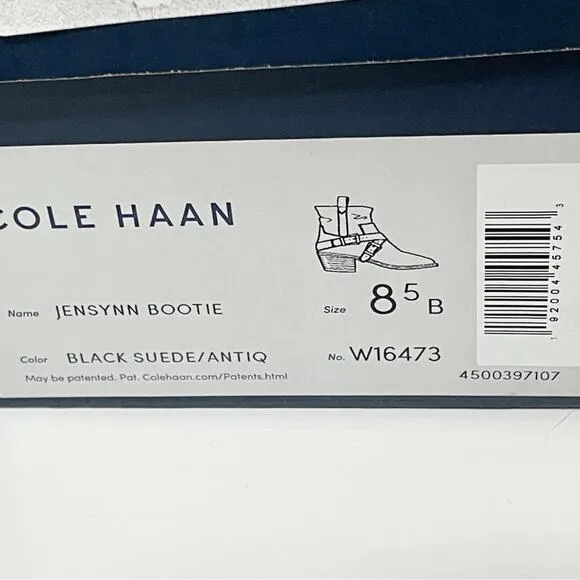 COLE HAAN
Name JENSYNN BOOTIE
Size 8 5 B
Color BLACK SUEDE/ANTIQ
No. W16473
May be patented. Pat. Colehaan.com/Patents.html
4500397107
1 92004 45754 3